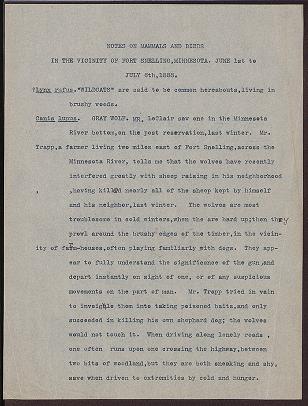 NOTES ON MAMMALS AND BIRDS
IN THE VICINITY OF FORT SNELLING, MINNESOTA. JUNE 1st to
JULY 6th, 1888.
Lynx rufus. "WILDCATS" are said to be common hereabouts, living in
brushy woods.
Canis lupus. GRAY WOLF. MR. LeClair saw one in the Minnesota
River bottom, on the post reservation, last winter. Mr.
Trapp, a farmer living two miles east of Fort Snelling, across the
Minnesota River, tells me that the wolves have recently
interfered greatly with sheep raising in his neighborhood
, having killed nearly all of the sheep kept by himself
and his neighbor, last winter. The wolves are most
troublesome in cold winters, when the are hard up; then they
prowl around the brushy edges of the timber, in the vicin-
ity of farm-houses, often playing familiarly with dogs. They app-
ear to fully understand the significance of the gun, and
depart instantly on sight of one, or of any suspicious
movements on the part of man. Mr. Trapp tried in vain
to inveigle them into taking poisoned baits, and only
succeeded in killing his own shephard dog; the wolves
would not touch it. When driving along lonely roads ,
one often runs upon one crossing the highway, between
two bits of woodland, but they are both sneaking and shy,
save when driven to extremities by cold and hunger.